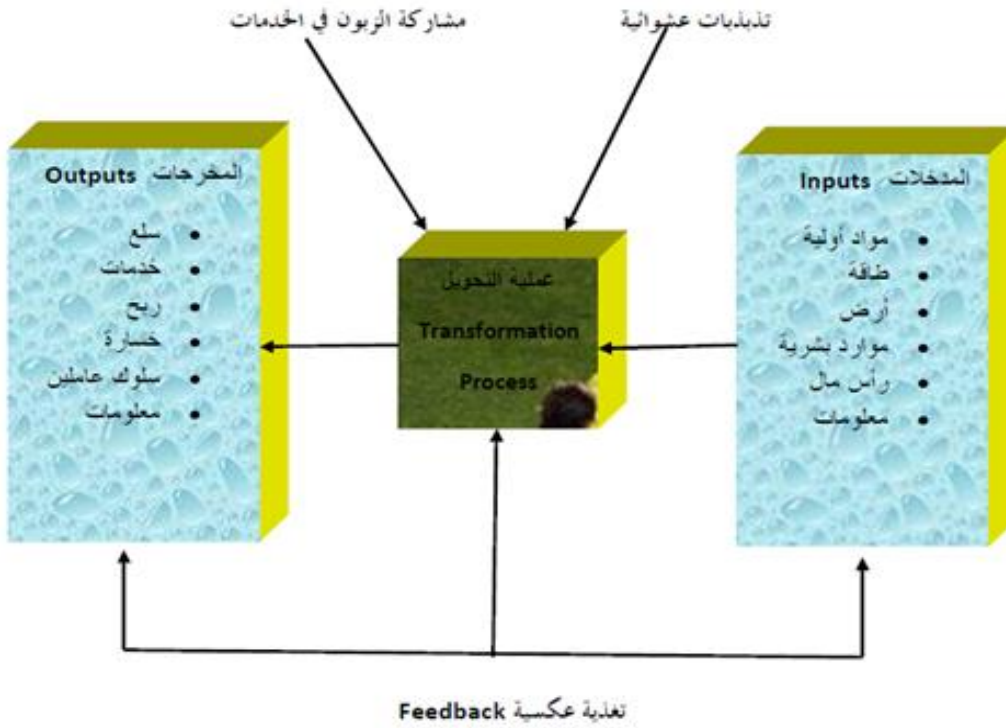 تذبذبات عشوائية
مشاركة الزبون في الخدمات
المدخلات Inputs
• مواد أولية
• طاقة
• أرض
• موارد بشرية
• رأس مال
• معلومات
عملية التحويل
Transformation
Process
المخرجات Outputs
• سلع
• خدمات
• ربح
• خسارة
• سلوك عاملين
• معلومات
تغذية عكسية Feedback